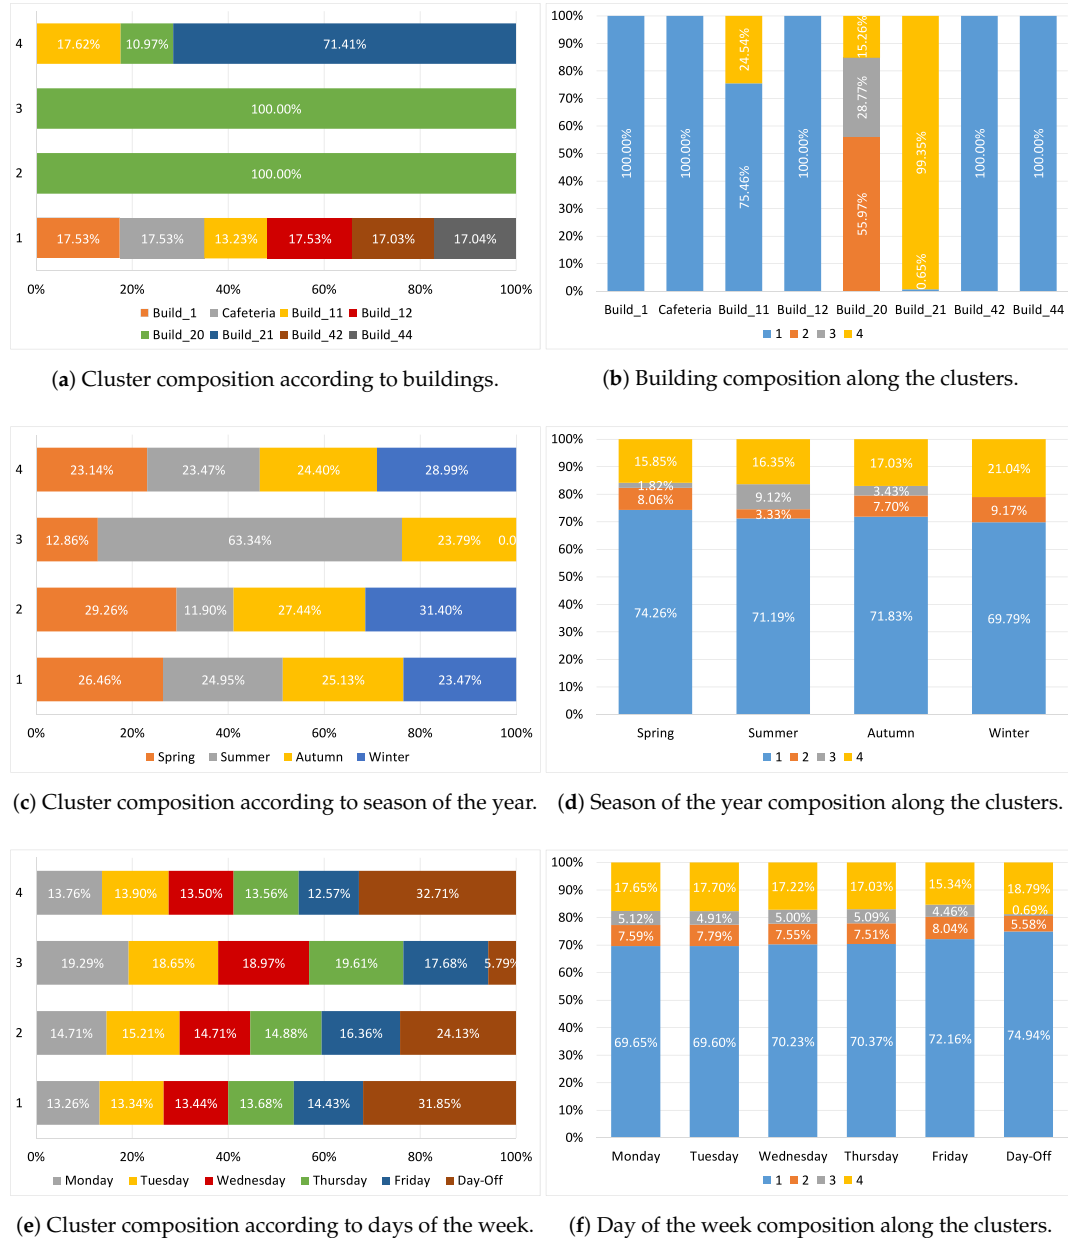 4
17.62% 10.97% 71.41%
3
100.00%
2
100.00%
1
17.53% 17.53% 13.23% 17.53% 17.03% 17.04%
0% 20% 40% 60% 80% 100%
Build_1 Cafeteria Build_11 Build_12
Build_20 Build_21 Build_42 Build_44
(a) Cluster composition according to buildings.
100%
90%
80%
70%
60%
50%
40%
30%
20%
10%
0%
100.00% 100.00% 75.46% 24.54% 100.00% 55.97% 28.77% 15.26% 0.65% 99.35% 100.00% 100.00%
Build_1 Cafeteria Build_11 Build_12 Build_20 Build_21 Build_42 Build_44
1 2 3 4
(b) Building composition along the clusters.
4
23.14% 23.47% 24.40% 28.99%
3
12.86% 63.34% 23.79% 0.0
2
29.26% 11.90% 27.44% 31.40%
1
26.46% 24.95% 25.13% 23.47%
0% 20% 40% 60% 80% 100%
Spring Summer Autumn Winter
(c) Cluster composition according to season of the year.
100%
90%
80%
70%
60%
50%
40%
30%
20%
10%
0%
15.85% 16.35% 17.03% 21.04%
1.82% 9.12% 3.43%
8.06% 3.33% 7.70% 9.17%
74.26% 71.19% 71.83% 69.79%
Spring Summer Autumn Winter
1 2 3 4
(d) Season of the year composition along the clusters.
4
13.76% 13.90% 13.50% 13.56% 12.57% 32.71%
3
19.29% 18.65% 18.97% 19.61% 17.68% 5.79%
2
14.71% 15.21% 14.71% 14.88% 16.36% 24.13%
1
13.26% 13.34% 13.44% 13.68% 14.43% 31.85%
0% 20% 40% 60% 80% 100%
Monday Tuesday Wednesday Thursday Friday Day-Off
(e) Cluster composition according to days of the week.
100%
90%
80%
70%
60%
50%
40%
30%
20%
10%
0%
17.65% 17.70% 17.22% 17.03% 15.34% 18.79%
5.12% 4.91% 5.00% 5.09% 4.46% 0.69%
7.59% 7.79% 7.55% 7.51% 8.04% 5.58%
69.65% 69.60% 70.23% 70.37% 72.16% 74.94%
Monday Tuesday Wednesday Thursday Friday Day-Off
1 2 3 4
(f) Day of the week composition along the clusters.